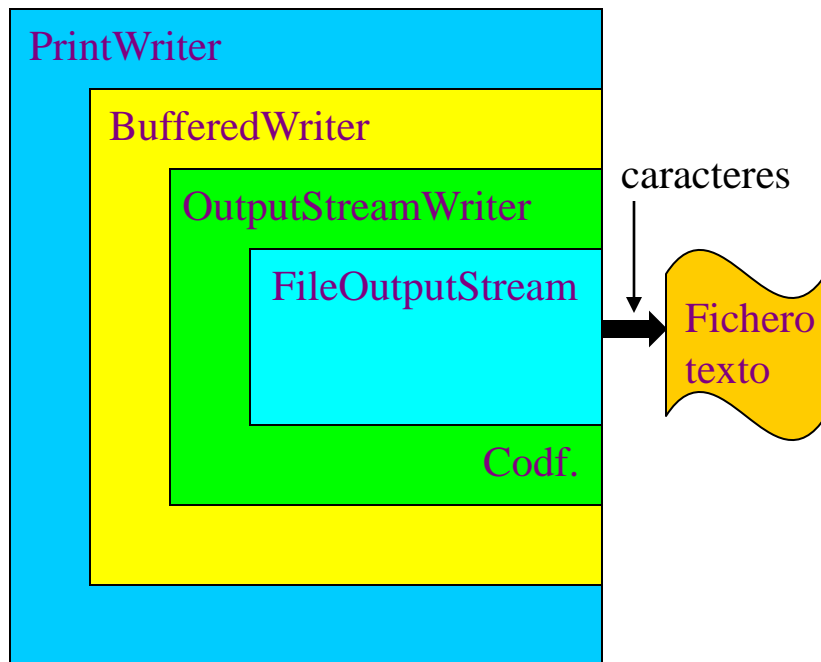 PrintWriter
BufferedWriter
OutputStreamWriter
caracteres
FileOutputStream
Fichero
texto
Codf.